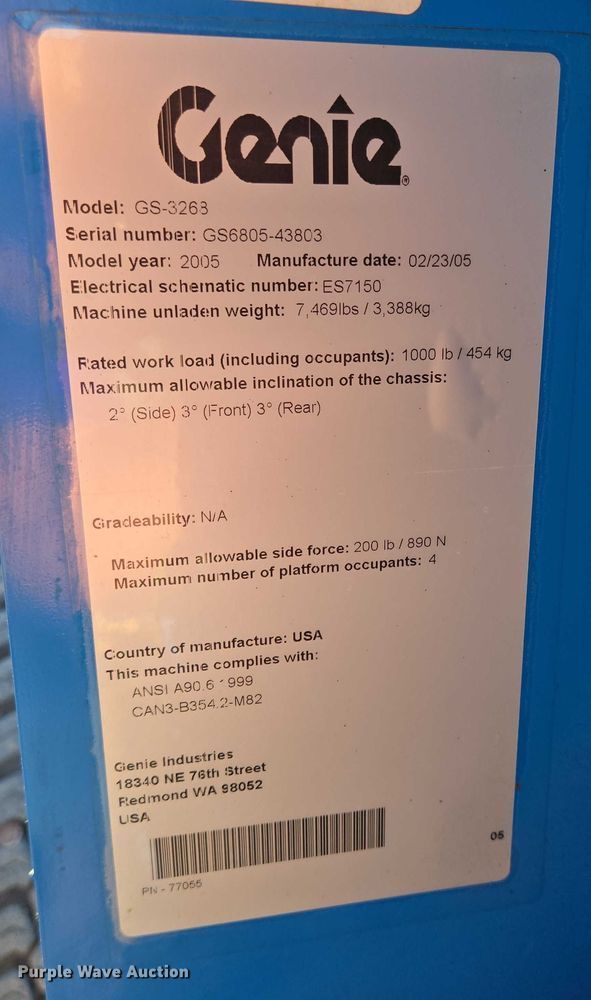 Genie®
Model: GS-3268
Serial number: GS6805-43803
Model year: 2005 Manufacture date: 02/23/05
Electrical schematic number: ES7150
Machine unladen weight: 7,469lbs / 3,388kg
Rated work load (including occupants): 1000 lb / 454 kg
Maximum allowable inclination of the chassis:
2° (Side) 3° (Front) 3° (Rear)
Gradeability: N/A
Maximum allowable side force: 200 lb / 890 N
Maximum number of platform occupants: 4
Country of manufacture: USA
This machine complies with:
ANSI A90.6 1999
CAN3-B354.2-M82
Genie Industries
18340 NE 76th Street
Redmond WA 98052
USA
PN - 77055
05
Purple Wave Auction